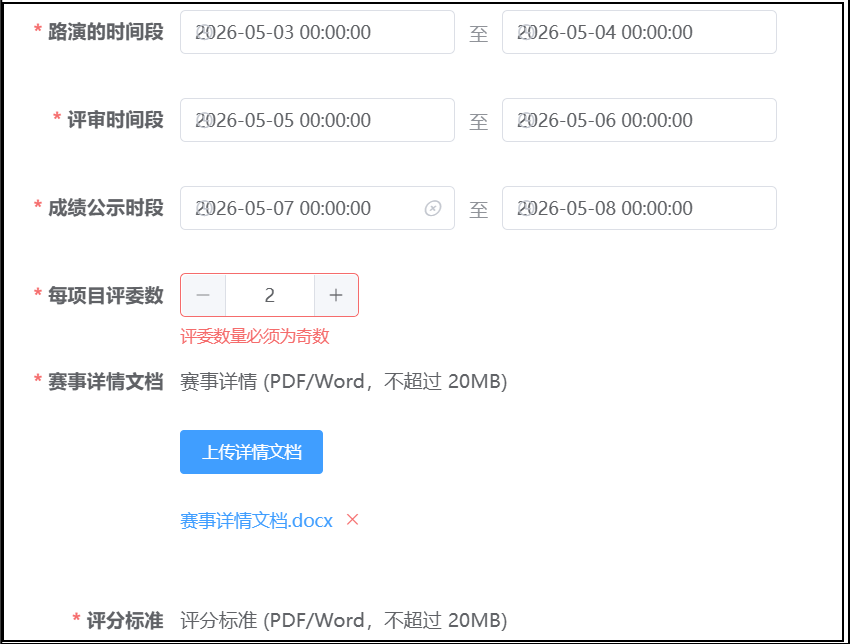 * 路演的时间段 2026-05-03 00:00:00 至 2026-05-04 00:00:00
* 评审时间段 2026-05-05 00:00:00 至 2026-05-06 00:00:00
* 成绩公示时段 2026-05-07 00:00:00 至 2026-05-08 00:00:00
* 每项目评委数 − 2 +
评委数量必须为奇数
* 赛事详情文档 赛事详情 (PDF/Word，不超过 20MB)
上传详情文档
赛事详情文档.docx ×
* 评分标准 评分标准 (PDF/Word，不超过 20MB)